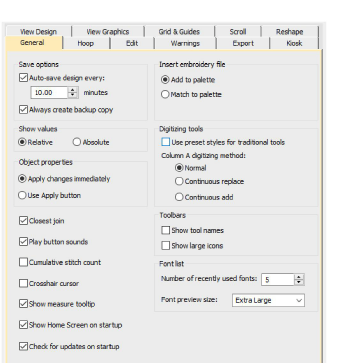 View Design View Graphics Grid & Guides Scroll Reshape
General Hoop Edit Warnings Export Kiosk
Save options
Auto-save design every:
10.00 minutes
Always create backup copy
Insert embroidery file
Add to palette
Match to palette
Show values
Relative Absolute
Digitizing tools
Use preset styles for traditional tools
Column A digitizing method:
Normal
Continuous replace
Continuous add
Object properties
Apply changes immediately
Use Apply button
Closest join
Play button sounds
Cumulative stitch count
Crosshair cursor
Show measure tooltip
Show Home Screen on startup
Check for updates on startup
Toolbars
Show tool names
Show large icons
Font list
Number of recently used fonts: 5
Font preview size: Extra Large